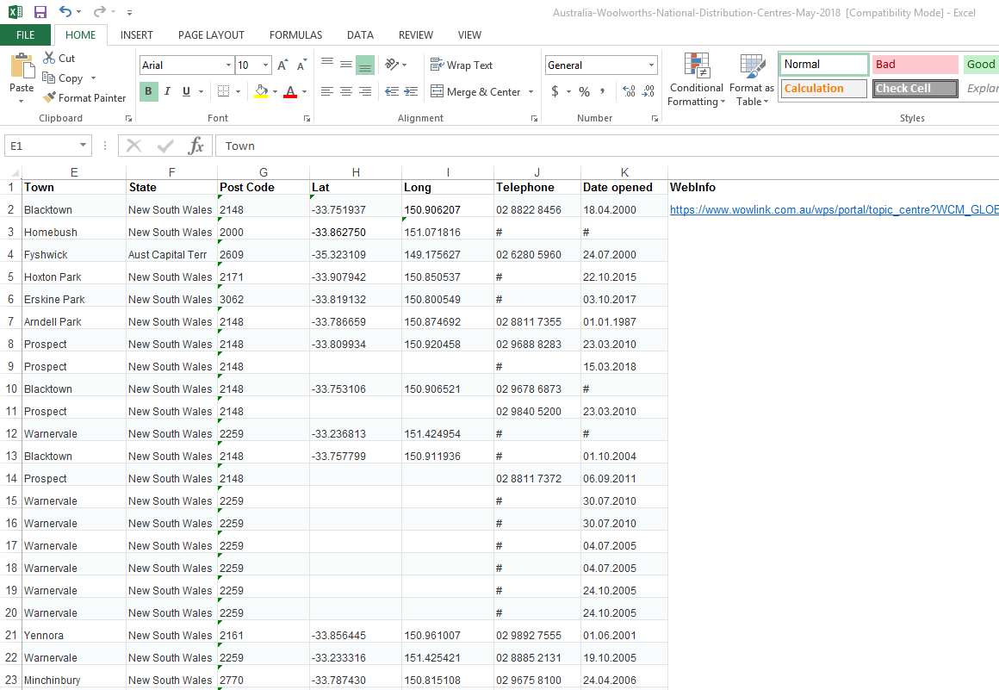 Australia-Woolworths-National-Distribution-Centres-May-2018 [Compatibility Mode] - Excel
FILE HOME INSERT PAGE LAYOUT FORMULAS DATA REVIEW VIEW
Paste Cut Copy Format Painter Clipboard
Arial 10 B I U A Font
Wrap Text Merge & Center Alignment
General $ % , Number
Conditional Formatting Format as Table
Normal Bad Good
Calculation Check Cell Explan
Styles
E1 fx Town
E F G H I J K
1 Town State Post Code Lat Long Telephone Date opened WebInfo
2 Blacktown New South Wales 2148 -33.751937 150.906207 02 8822 8456 18.04.2000 https://www.wowlink.com.au/wps/portal/topic_centre?WCM_GLOE
3 Homebush New South Wales 2000 -33.862750 151.071816 # #
4 Fyshwick Aust Capital Terr 2609 -35.323109 149.175627 02 6280 5960 24.07.2000
5 Hoxton Park New South Wales 2171 -33.907942 150.850537 # 22.10.2015
6 Erskine Park New South Wales 3062 -33.819132 150.800549 # 03.10.2017
7 Arndell Park New South Wales 2148 -33.786659 150.874692 02 8811 7355 01.01.1987
8 Prospect New South Wales 2148 -33.809934 150.920458 02 9688 8283 23.03.2010
9 Prospect New South Wales 2148 # 15.03.2018
10 Blacktown New South Wales 2148 -33.753106 150.906521 02 9678 6873 #
11 Prospect New South Wales 2148 02 9840 5200 23.03.2010
12 Warnervale New South Wales 2259 -33.236813 151.424954 # #
13 Blacktown New South Wales 2148 -33.757799 150.911936 # 01.10.2004
14 Prospect New South Wales 2148 02 8811 7372 06.09.2011
15 Warnervale New South Wales 2259 # 30.07.2010
16 Warnervale New South Wales 2259 # 30.07.2010
17 Warnervale New South Wales 2259 # 04.07.2005
18 Warnervale New South Wales 2259 # 04.07.2005
19 Warnervale New South Wales 2259 # 24.10.2005
20 Warnervale New South Wales 2259 # 24.10.2005
21 Yennora New South Wales 2161 -33.856445 150.961007 02 9892 7555 01.06.2001
22 Warnervale New South Wales 2259 -33.233316 151.425421 02 8885 2131 19.10.2005
23 Minchinbury New South Wales 2770 -33.787430 150.815108 02 9675 8100 24.04.2006